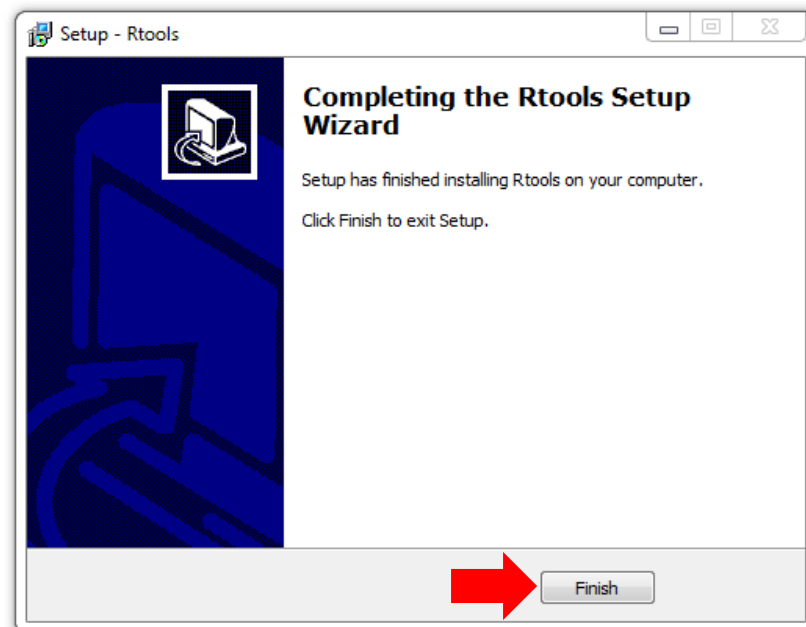 Setup - Rtools
Completing the Rtools Setup
Wizard
Setup has finished installing Rtools on your computer.
Click Finish to exit Setup.
Finish